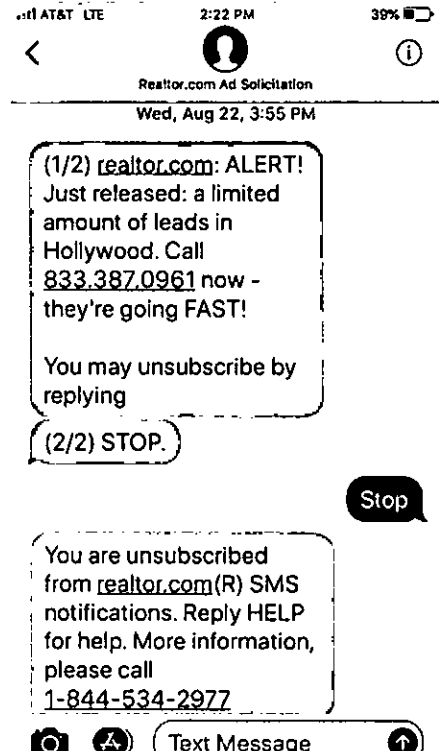 AT&T LTE 2:22 PM 39%
Realtor.com Ad Solicitation
Wed, Aug 22, 3:55 PM
(1/2) realtor.com: ALERT!
Just released: a limited
amount of leads in
Hollywood. Call
833.387.0961 now -
they're going FAST!
You may unsubscribe by
replying
(2/2) STOP.
Stop
You are unsubscribed
from realtor.com(R) SMS
notifications. Reply HELP
for help. More information,
please call
1-844-534-2977
Text Message